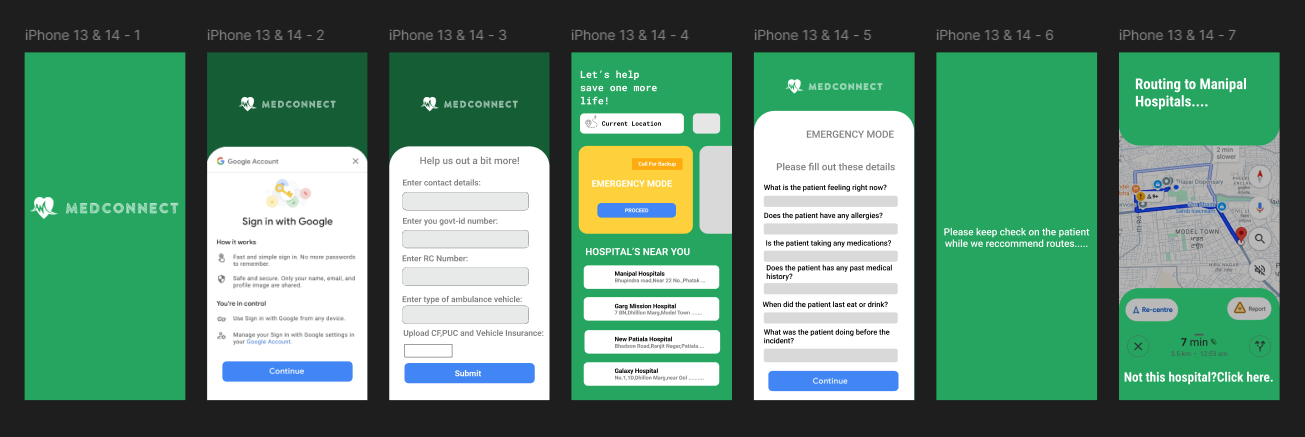 iPhone 13 & 14 - 1
MEDCONNECT
iPhone 13 & 14 - 2
MEDCONNECT
Google Account
Sign in with Google
How it works
Fast and simple sign in. No more passwords
to remember.
Safe and secure. Only your name, email, and
profile image are shared.
You're in control
Use Sign in with Google from any device.
Manage your Sign in with Google settings in
your Google Account.
Continue
iPhone 13 & 14 - 3
MEDCONNECT
Help us out a bit more!
Enter contact details:
Enter you govt-id number:
Enter RC Number:
Enter type of ambulance vehicle:
Upload CF,PUC and Vehicle Insurance:
Submit
iPhone 13 & 14 - 4
Let's help
save one more
life!
Current Location
Call For Backup
EMERGENCY MODE
PROCEED
HOSPITAL'S NEAR YOU
Manipal Hospitals
Bhupindra road,Near 22 No.,Phatak ...
Garg Mission Hospital
7 BN,Dhillon Marg,Model Town ........
New Patiala Hospital
Bhadson Road,Ranjit Nagar,Patiala...
Galaxy Hospital
No.1,1D,Dhillon Marg,near Gol ..........
iPhone 13 & 14 - 5
MEDCONNECT
EMERGENCY MODE
Please fill out these details
What is the patient feeling right now?
Does the patient have any allergies?
Is the patient taking any medications?
Does the patient has any past medical
history?
When did the patient last eat or drink?
What was the patient doing before the
incident?
Continue
iPhone 13 & 14 - 6
Please keep check on the patient
while we reccommend routes.....
iPhone 13 & 14 - 7
Routing to Manipal
Hospitals....
2 min
slower
Thapar Dispensary
MODEL TOWN
Re-centre
Report
7 min
3.5 km • 12:53 am
Not this hospital?Click here.